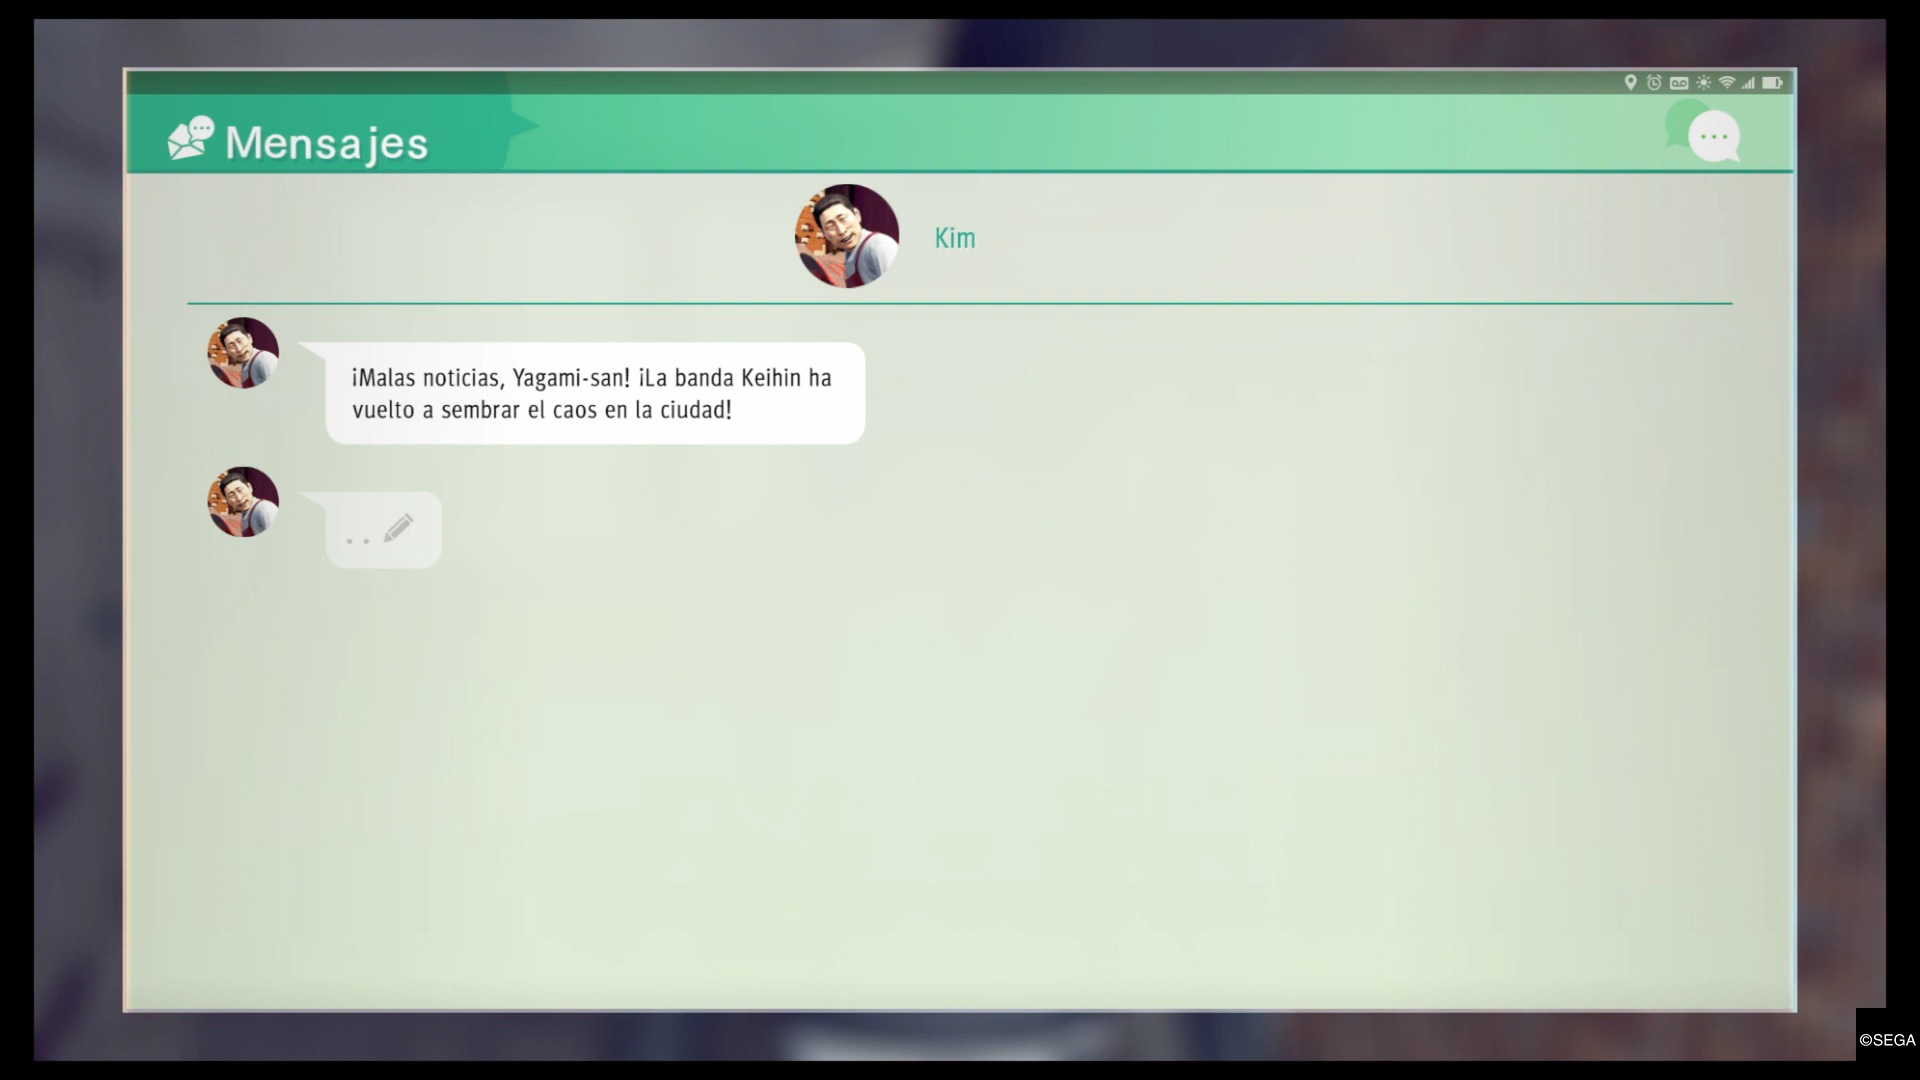 Mensajes
Kim
¡Malas noticias, Yagami-san! ¡La banda Keihin ha
vuelto a sembrar el caos en la ciudad!
©SEGA